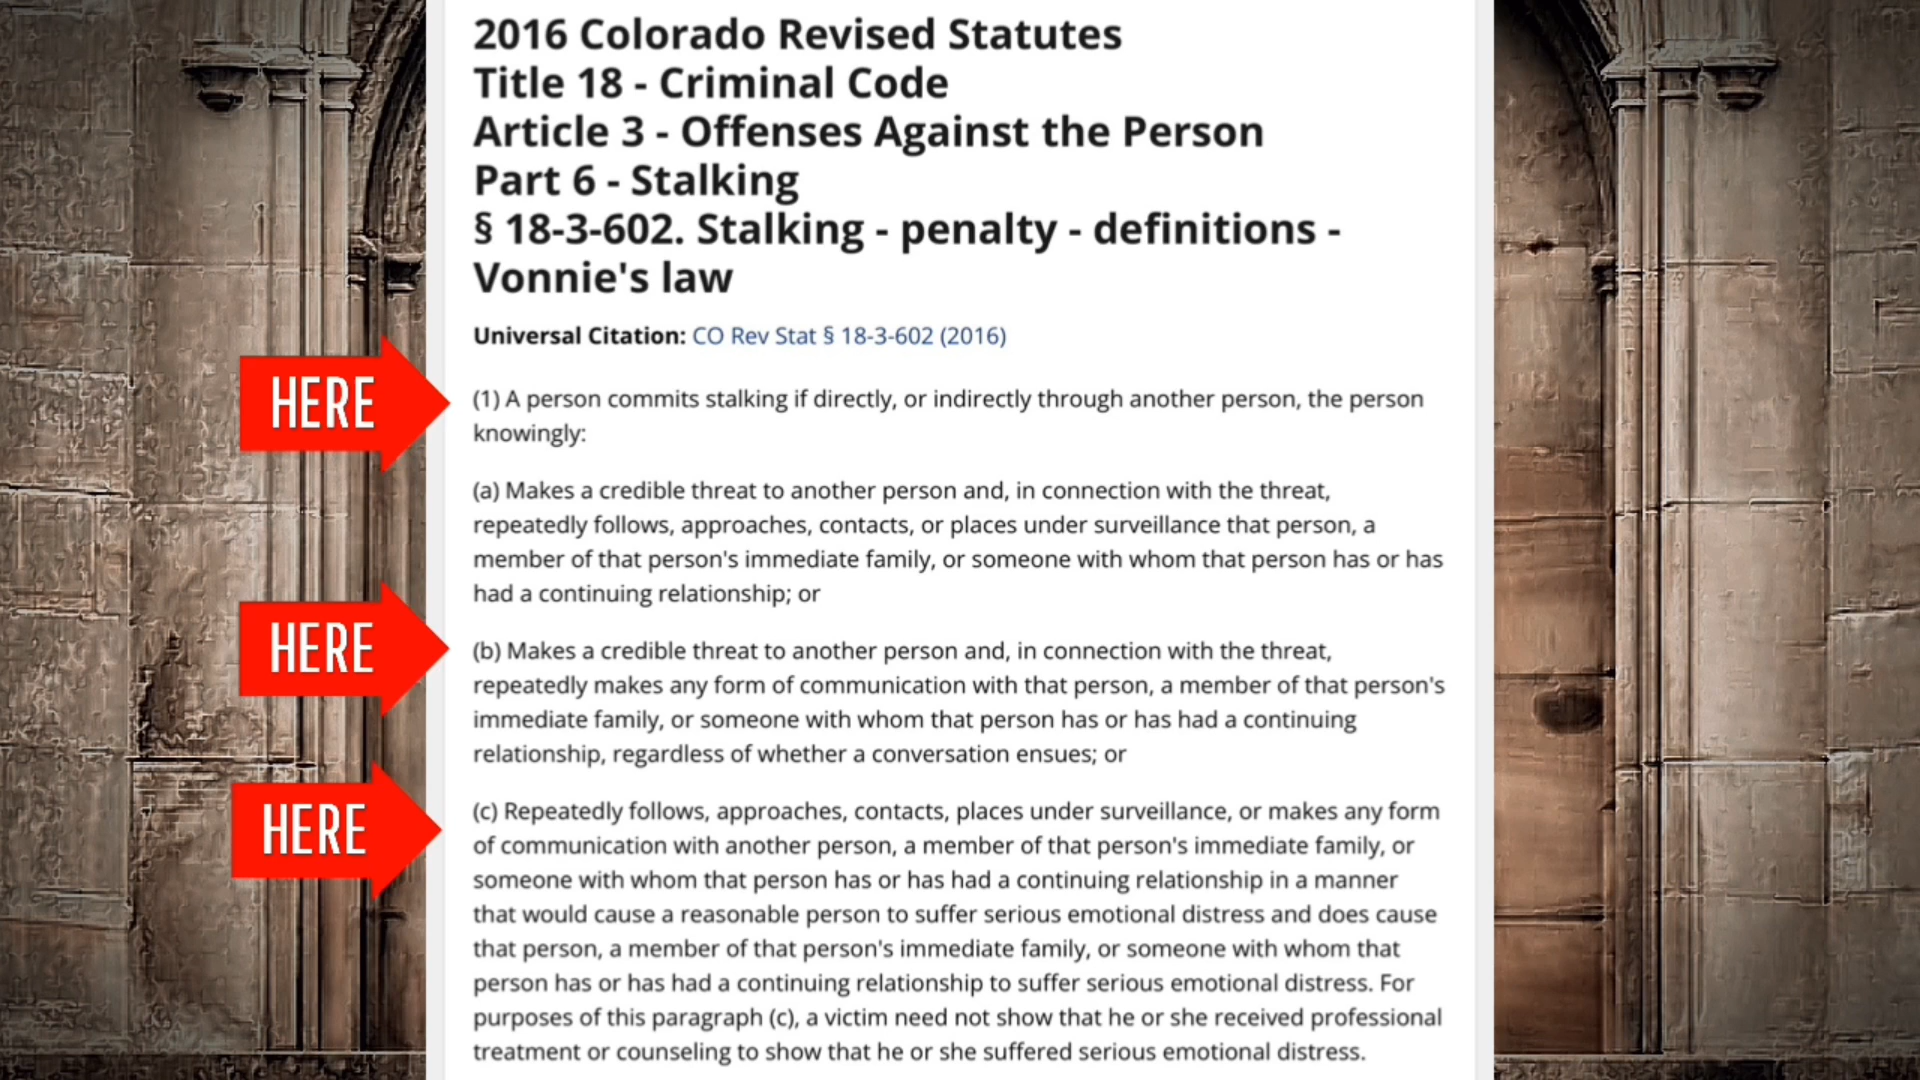 2016 Colorado Revised Statutes
Title 18 - Criminal Code
Article 3 - Offenses Against the Person
Part 6 - Stalking
§ 18-3-602. Stalking - penalty - definitions -
Vonnie's law
Universal Citation: CO Rev Stat § 18-3-602 (2016)
HERE
(1) A person commits stalking if directly, or indirectly through another person, the person
knowingly:
(a) Makes a credible threat to another person and, in connection with the threat,
repeatedly follows, approaches, contacts, or places under surveillance that person, a
member of that person's immediate family, or someone with whom that person has or has
had a continuing relationship; or
HERE
(b) Makes a credible threat to another person and, in connection with the threat,
repeatedly makes any form of communication with that person, a member of that person's
immediate family, or someone with whom that person has or has had a continuing
relationship, regardless of whether a conversation ensues; or
HERE
(c) Repeatedly follows, approaches, contacts, places under surveillance, or makes any form
of communication with another person, a member of that person's immediate family, or
someone with whom that person has or has had a continuing relationship in a manner
that would cause a reasonable person to suffer serious emotional distress and does cause
that person, a member of that person's immediate family, or someone with whom that
person has or has had a continuing relationship to suffer serious emotional distress. For
purposes of this paragraph (c), a victim need not show that he or she received professional
treatment or counseling to show that he or she suffered serious emotional distress.